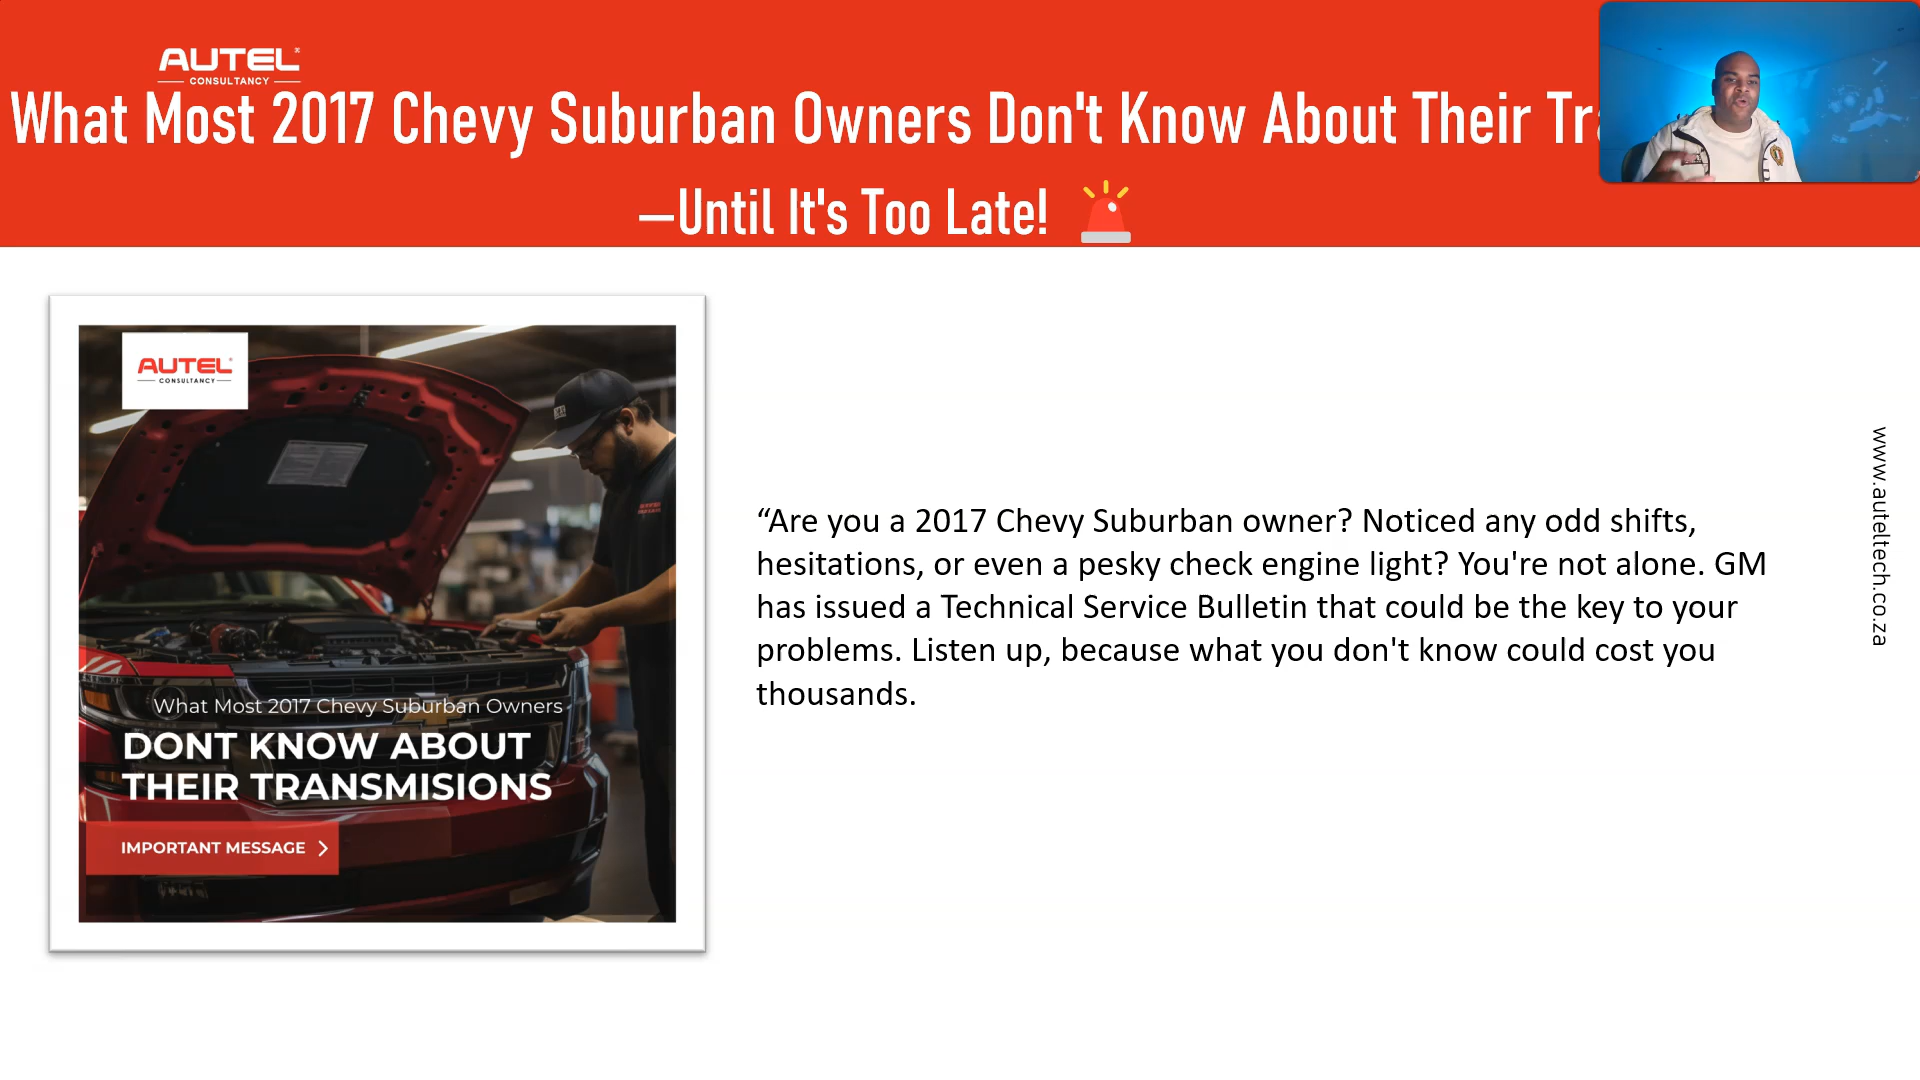 AUTEL
CONSULTANCY
What Most 2017 Chevy Suburban Owners Don't Know About Their
—Until It's Too Late!
AUTEL
CONSULTANCY
What Most 2017 Chevy Suburban Owners
DONT KNOW ABOUT
THEIR TRANSMISIONS
IMPORTANT MESSAGE
“Are you a 2017 Chevy Suburban owner? Noticed any odd shifts,
hesitations, or even a pesky check engine light? You're not alone. GM
has issued a Technical Service Bulletin that could be the key to your
problems. Listen up, because what you don't know could cost you
thousands.
www.auteltech.co.za